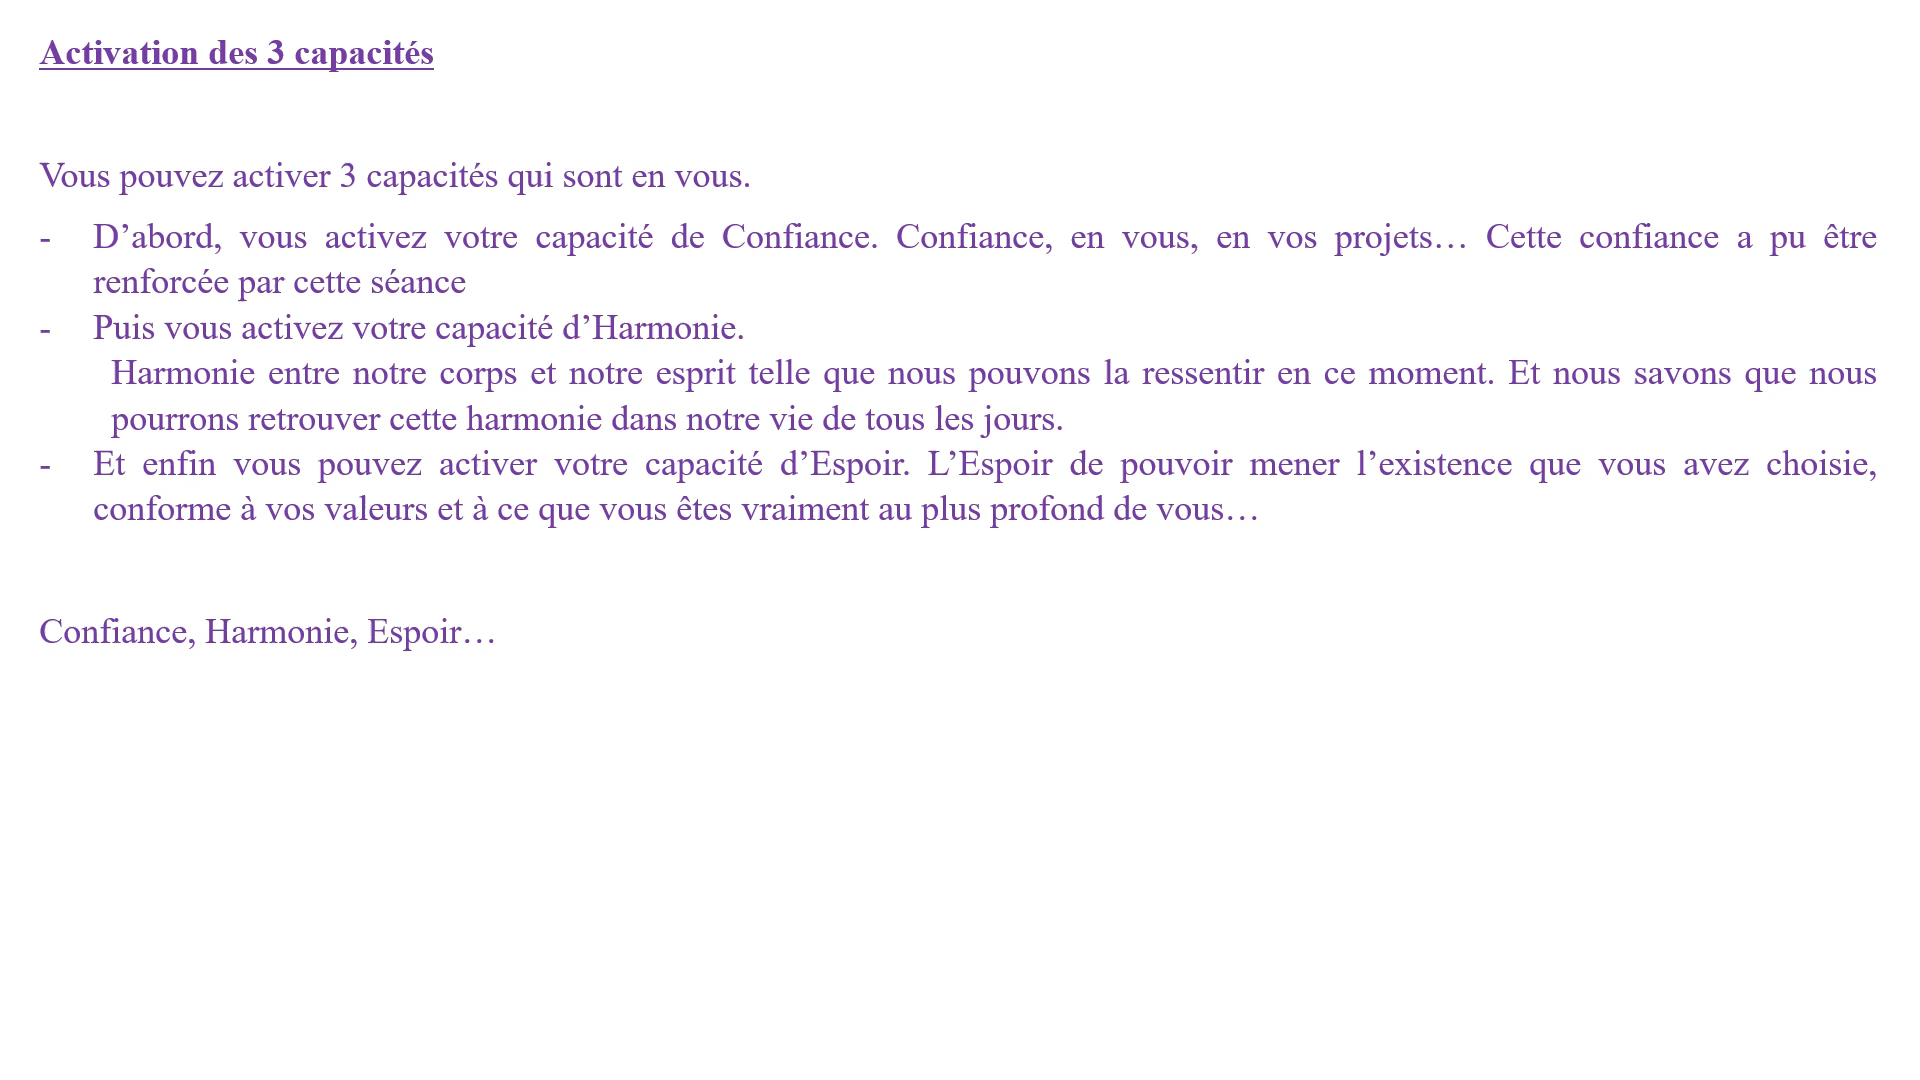 Activation des 3 capacités
Vous pouvez activer 3 capacités qui sont en vous.
- D’abord, vous activez votre capacité de Confiance. Confiance, en vous, en vos projets… Cette confiance a pu être
renforcée par cette séance
- Puis vous activez votre capacité d’Harmonie.
Harmonie entre notre corps et notre esprit telle que nous pouvons la ressentir en ce moment. Et nous savons que nous
pourrons retrouver cette harmonie dans notre vie de tous les jours.
- Et enfin vous pouvez activer votre capacité d’Espoir. L’Espoir de pouvoir mener l’existence que vous avez choisie,
conforme à vos valeurs et à ce que vous êtes vraiment au plus profond de vous…
Confiance, Harmonie, Espoir…